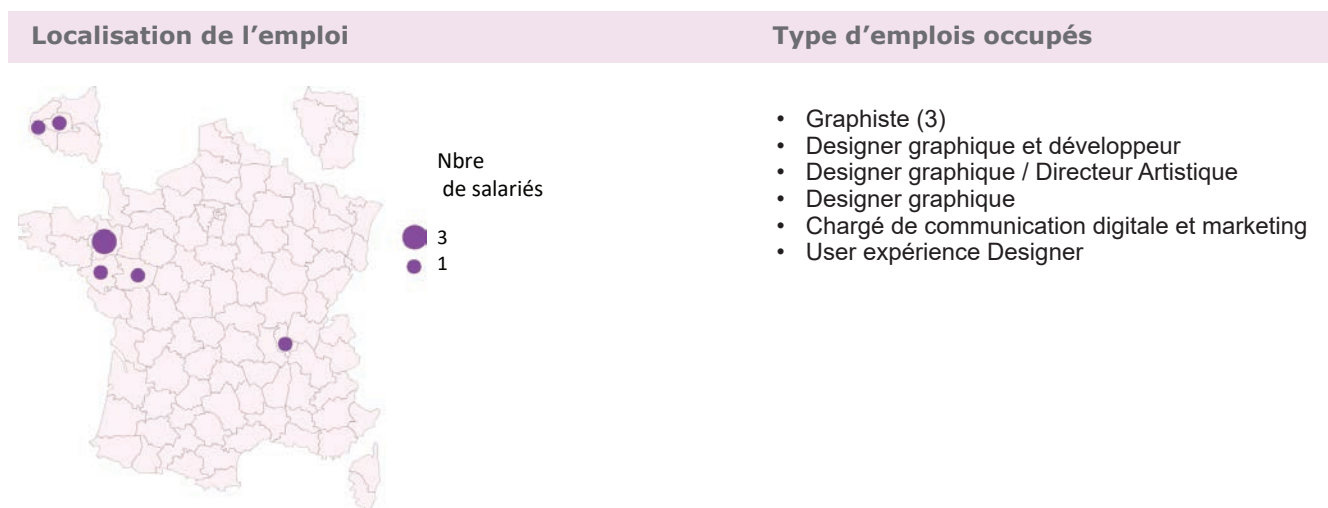 Localisation de l’emploi
Type d’emplois occupés
Nbre
de salariés
3
1
• Graphiste (3)
• Designer graphique et développeur
• Designer graphique / Directeur Artistique
• Designer graphique
• Chargé de communication digitale et marketing
• User expérience Designer